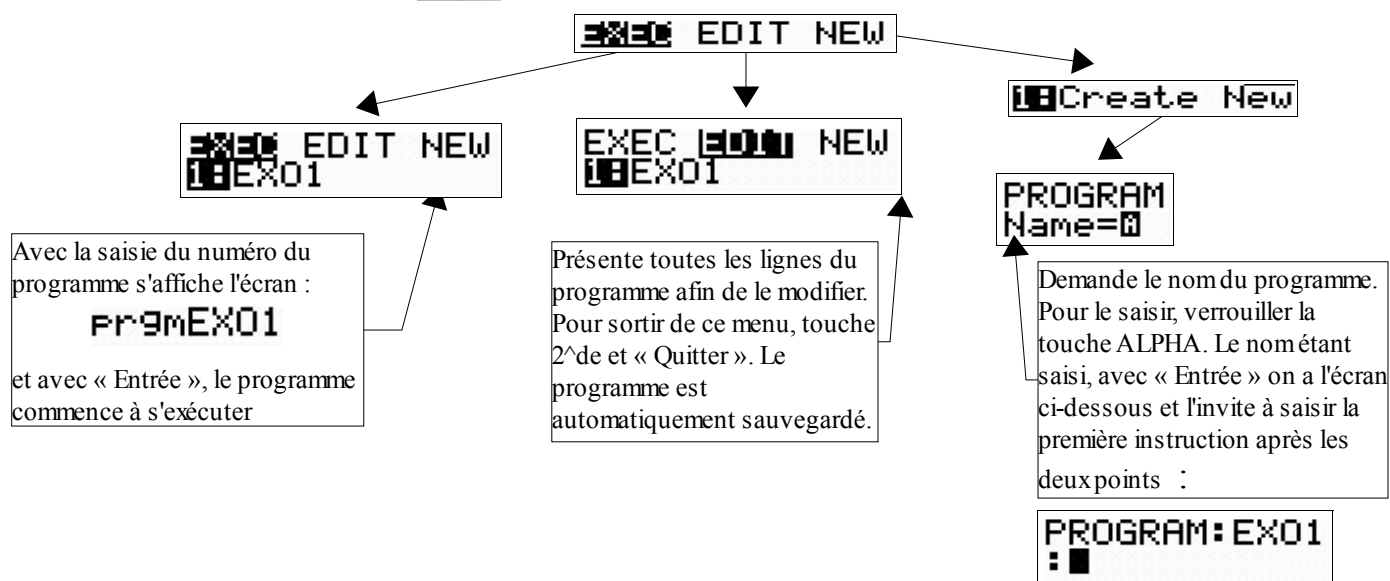 EXEC EDIT NEW
1:Create New
EXEC EDIT NEW
1:EXO1
EXEC EDIT NEW
1:EXO1
PROGRAM
Name=A
Avec la saisie du numéro du
programme s'affiche l'écran :
prgmEXO1
et avec « Entrée », le programme
commence à s'exécuter
Présente toutes les lignes du
programme afin de le modifier.
Pour sortir de ce menu, touche
2^de et « Quitter ». Le
programme est
automatiquement sauvegardé.
Demande le nom du programme.
Pour le saisir, verrouiller la
touche ALPHA. Le nom étant
saisi, avec « Entrée » on a l'écran
ci-dessous et l'invite à saisir la
première instruction après les
deux points :
PROGRAM:EXO1
: